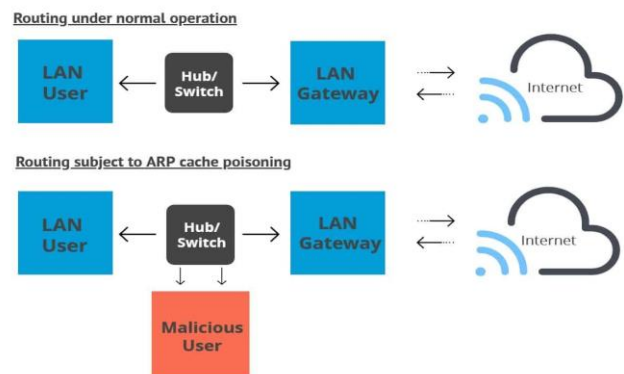 Routing under normal operation
LAN
User
Hub/
Switch
LAN
Gateway
Internet
Routing subject to ARP cache poisoning
LAN
User
Hub/
Switch
LAN
Gateway
Internet
Malicious
User